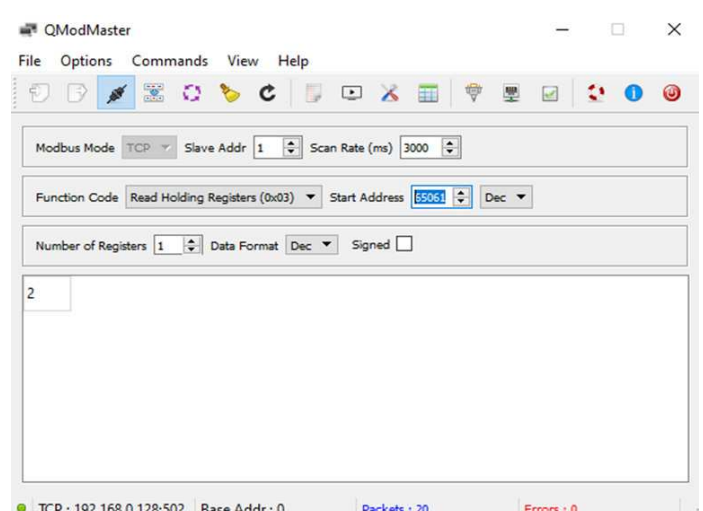 QModMaster
File Options Commands View Help
Modbus Mode TCP Slave Addr 1 Scan Rate (ms) 3000
Function Code Read Holding Registers (0x03) Start Address 55061 Dec
Number of Registers 1 Data Format Dec Signed
2
TCP : 192.168.0.128:502 Base Addr : 0 Packets : 20 Errors : 0